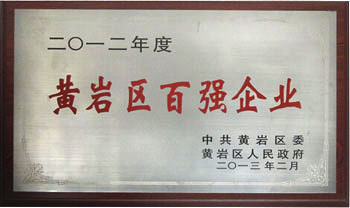 二〇一二年度
黄岩区百强企业
中共黄岩区委
黄岩区人民政府
二〇一三年二月